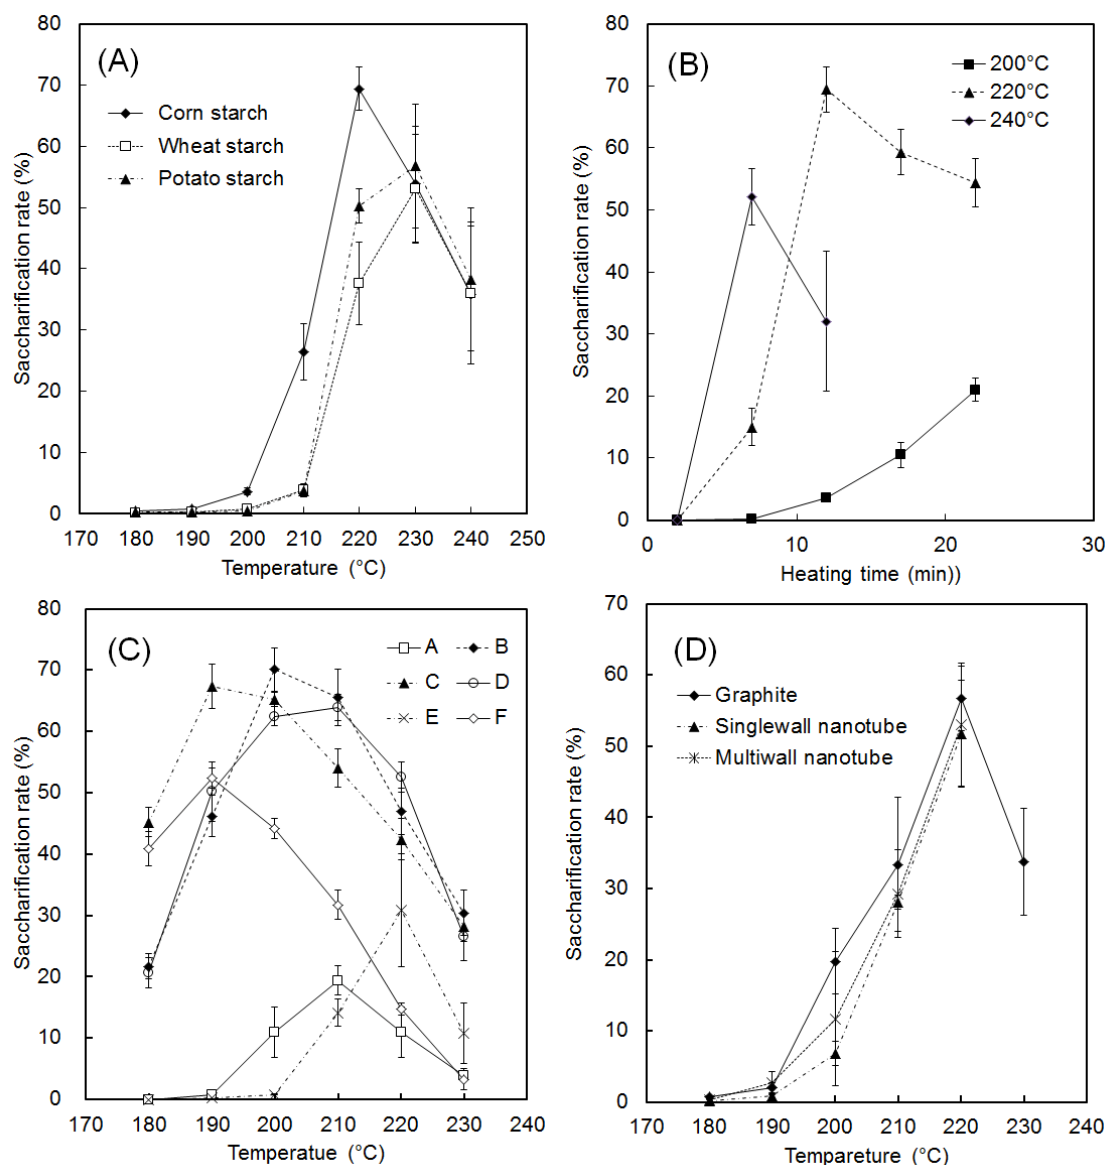 (A)
Corn starch
Wheat starch
Potato starch
Saccharification rate (%)
80
70
60
50
40
30
20
10
0
170 180 190 200 210 220 230 240 250
Temperature (°C)
(B)
200°C
220°C
240°C
Saccharification rate (%)
80
70
60
50
40
30
20
10
0
0 10 20 30
Heating time (min))
(C)
A B
C D
E F
Saccharification rate (%)
80
70
60
50
40
30
20
10
0
170 180 190 200 210 220 230 240
Temperatue (°C)
(D)
Graphite
Singlewall nanotube
Multiwall nanotube
Saccharification rate (%)
70
60
50
40
30
20
10
0
170 180 190 200 210 220 230 240
Tempareture (°C)